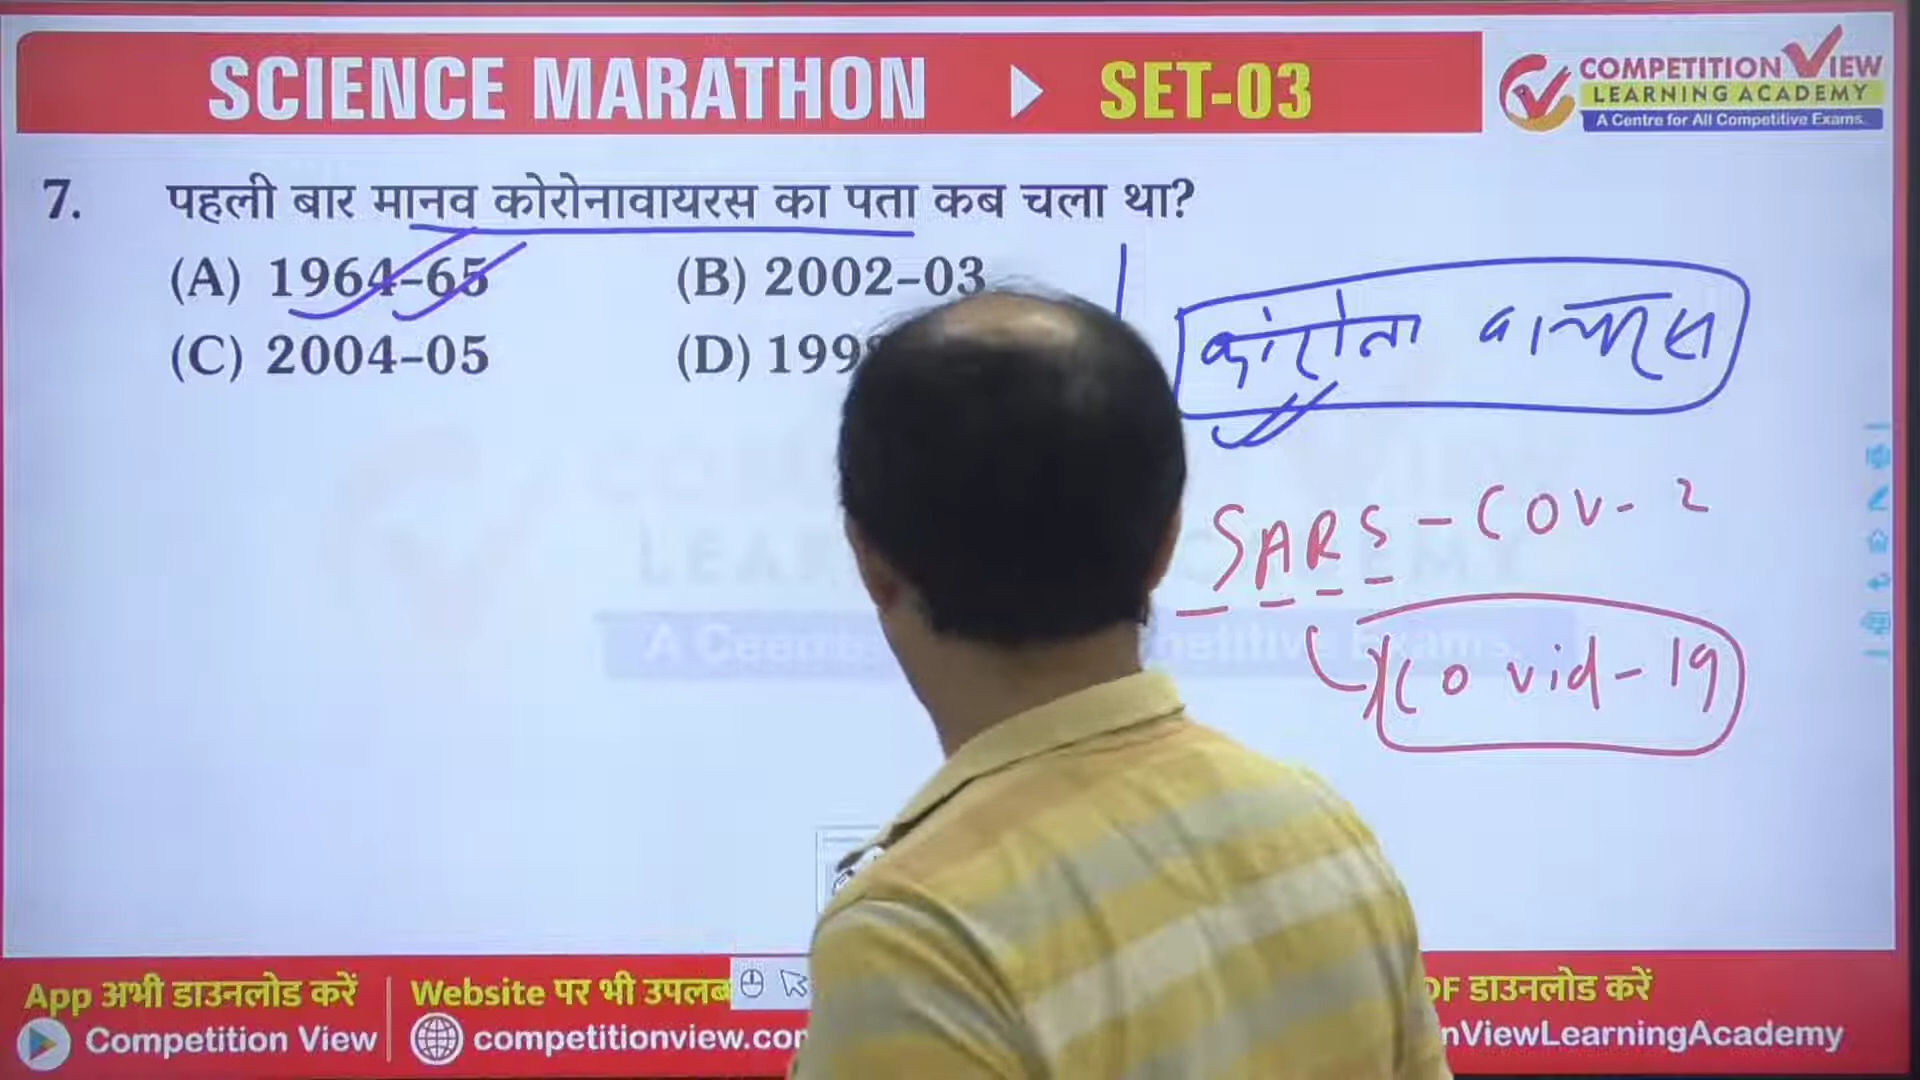 SCIENCE MARATHON SET-03
COMPETITION VIEW
LEARNING ACADEMY
A Centre for All Competitive Exams.
7. पहली बार मानव कोरोनावायरस का पता कब चला था?
(A) 1964-65 (B) 2002-03
(C) 2004-05 (D) 199
कोरोना वायरस
SARS-COV-2
Covid-19
App अभी डाउनलोड करें Website पर भी उपलब DF डाउनलोड करें
Competition View competitionview.co nViewLearningAcademy